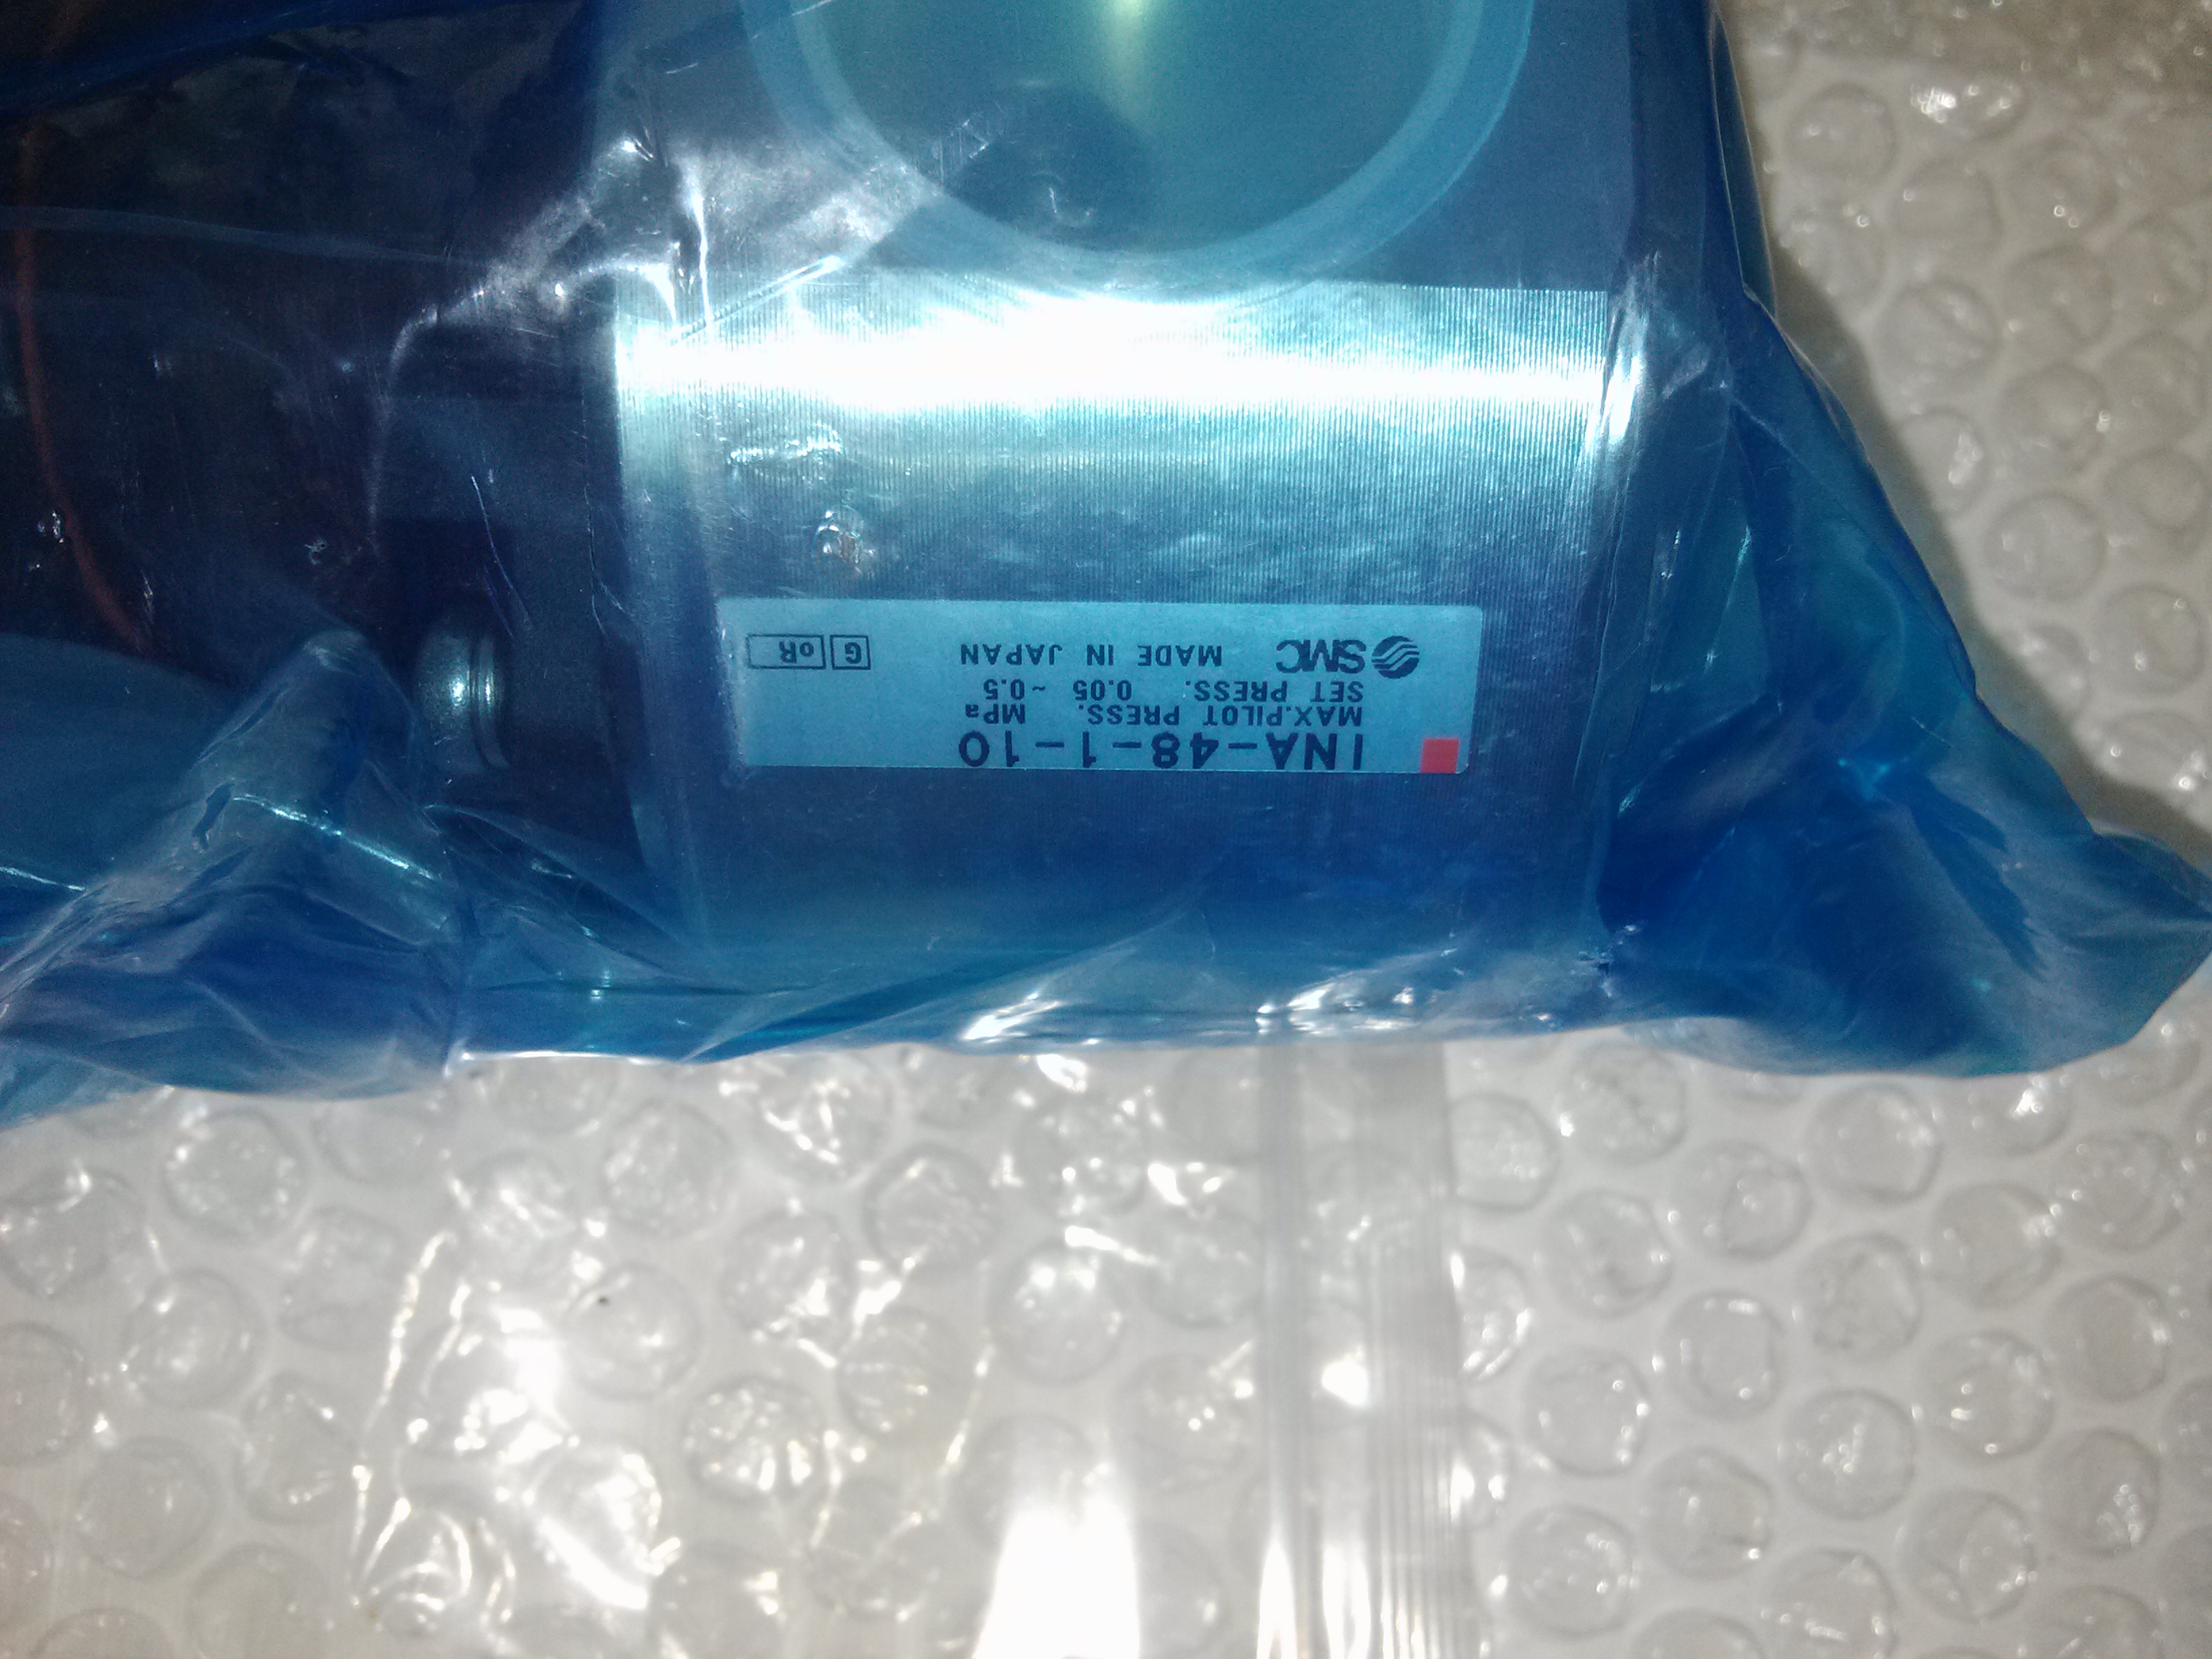 INA-48-1-10
MAX.PILOT PRESS. MPa
SET PRESS. 0.05 ~0.5
SMC MADE IN JAPAN G oR